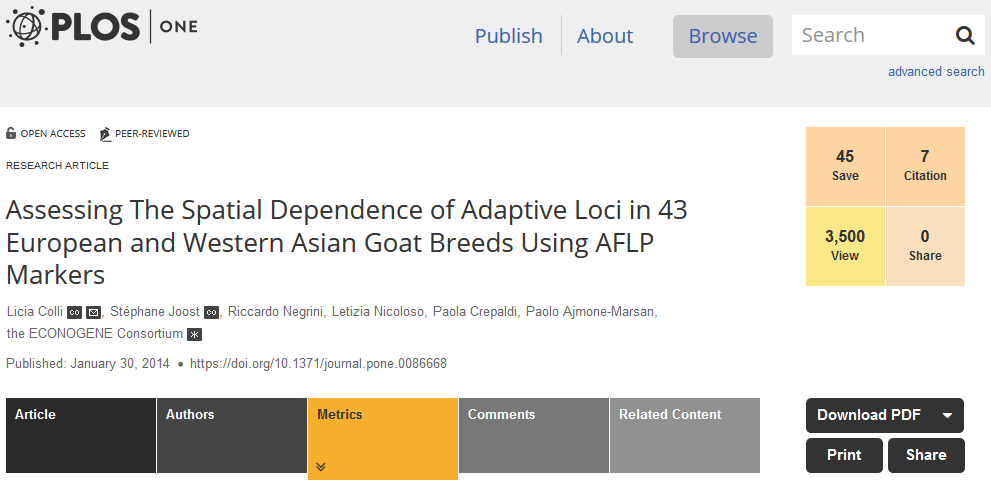 PLOS ONE
Publish About Browse Search
advanced search
OPEN ACCESS PEER-REVIEWED
RESEARCH ARTICLE
Assessing The Spatial Dependence of Adaptive Loci in 43
European and Western Asian Goat Breeds Using AFLP
Markers
Licia Colli co , Stéphane Joost co , Riccardo Negrini, Letizia Nicoloso, Paola Crepaldi, Paolo Ajmone-Marsan,
the ECONOGENE Consortium
Published: January 30, 2014 • https://doi.org/10.1371/journal.pone.0086668
45
Save
7
Citation
3,500
View
0
Share
Article Authors Metrics Comments Related Content
Download PDF
Print Share